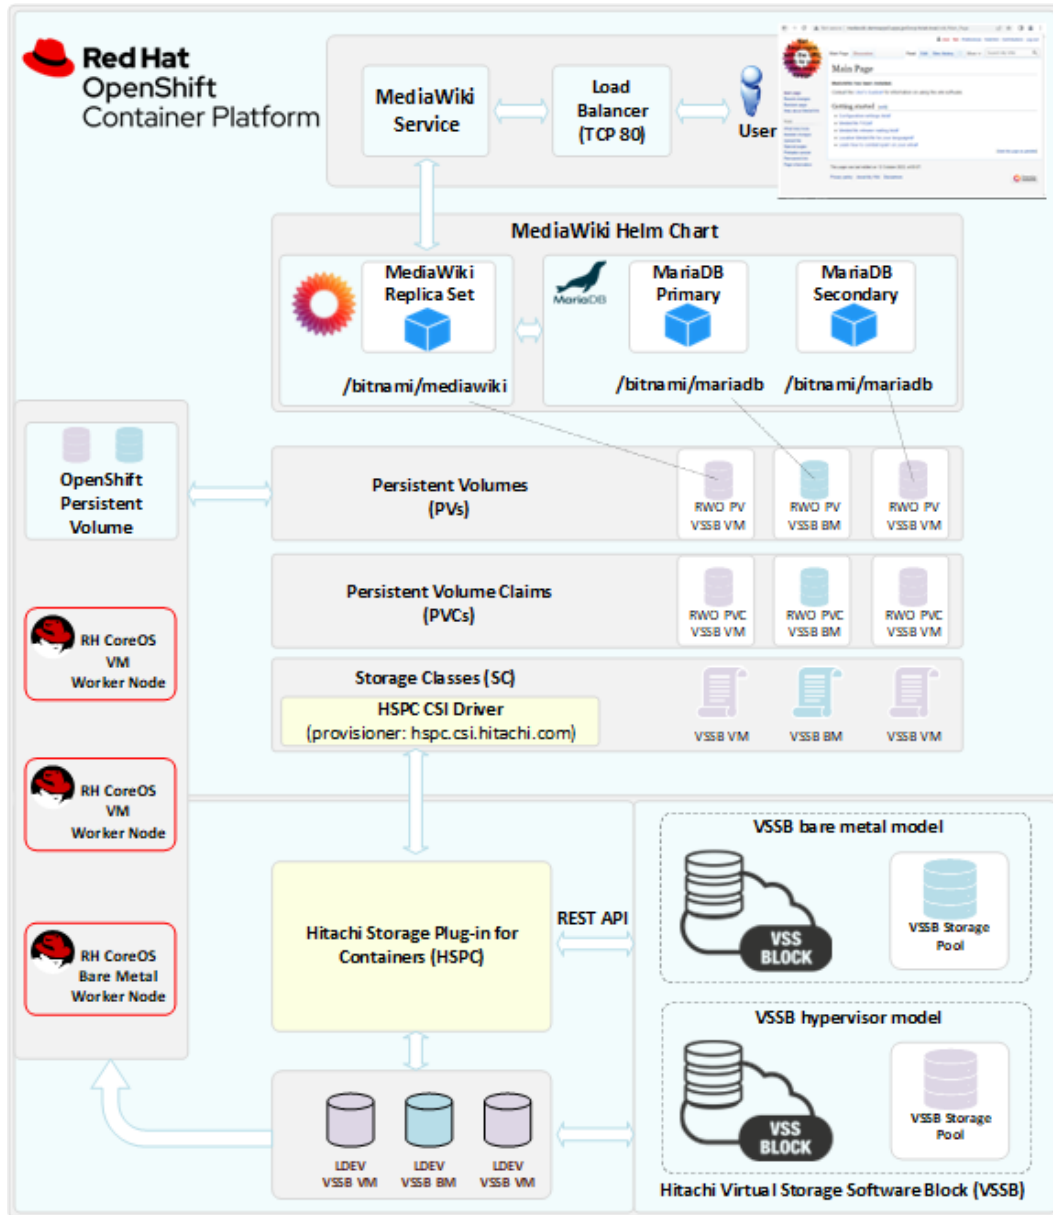 Red Hat
OpenShift
Container Platform
MediaWiki
Service
Load
Balancer
(TCP 80)
User
Main Page
Getting started
MediaWiki Helm Chart
MediaWiki
Replica Set
/bitnami/mediawiki
MariaDB
MariaDB
Primary
/bitnami/mariadb
MariaDB
Secondary
/bitnami/mariadb
OpenShift
Persistent
Volume
Persistent Volumes
(PVs)
RWO PV
VSSB VM
RWO PV
VSSB BM
RWO PV
VSSB VM
Persistent Volume Claims
(PVCs)
RWO PVC
VSSB VM
RWO PVC
VSSB BM
RWO PVC
VSSB VM
Storage Classes (SC)
HSPC CSI Driver
(provisioner: hspc.csi.hitachi.com)
VSSB VM
VSSB BM
VSSB VM
RH CoreOS
VM
Worker Node
RH CoreOS
VM
Worker Node
RH CoreOS
Bare Metal
Worker Node
Hitachi Storage Plug-in for
Containers (HSPC)
REST API
VSSB bare metal model
VSS
BLOCK
VSSB Storage
Pool
VSSB hypervisor model
VSS
BLOCK
VSSB Storage
Pool
LDEV
VSSB VM
LDEV
VSSB BM
LDEV
VSSB VM
Hitachi Virtual Storage Software Block (VSSB)